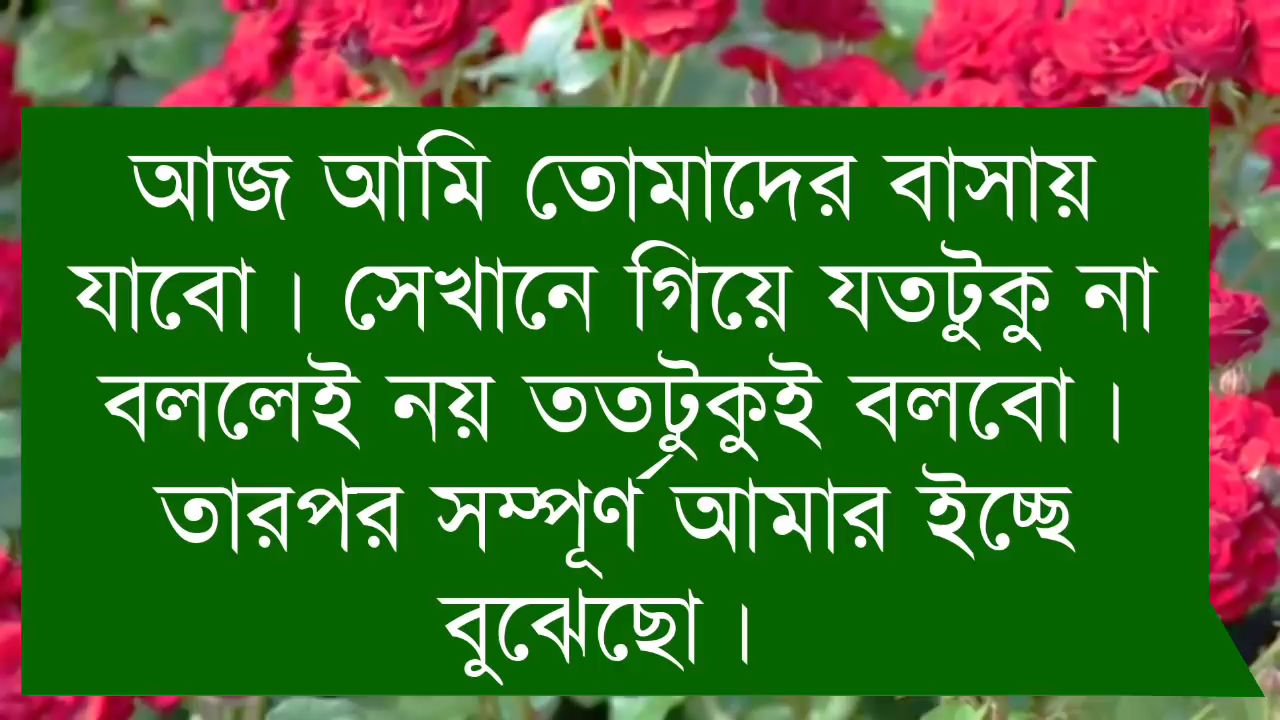 আজ আমি তোমাদের বাসায়
যাবো। সেখানে গিয়ে যতটুকু না
বললেই নয় ততটুকুই বলবো।
তারপর সম্পূর্ণ আমার ইচ্ছে
বুঝেছো।